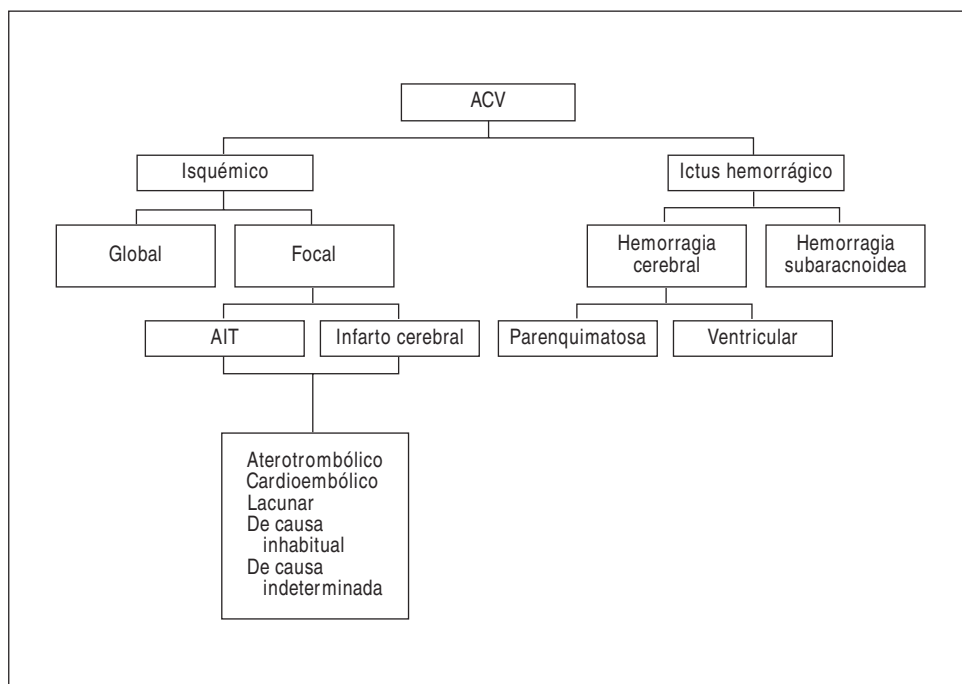 ACV
Isquémico
Ictus hemorrágico
Global
Focal
Hemorragia
cerebral
Hemorragia
subaracnoidea
AIT
Infarto cerebral
Parenquimatosa
Ventricular
Aterotrombólico
Cardioembólico
Lacunar
De causa
inhabitual
De causa
indeterminada